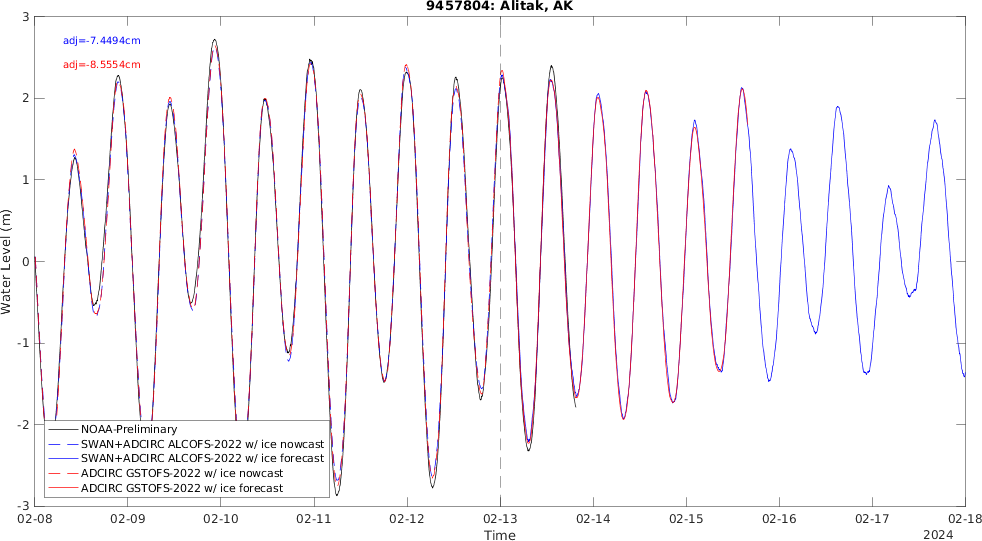 9457804: Alitak, AK
adj=-7.4494cm
adj=-8.5554cm
Water Level (m)
3
2
1
0
-1
-2
-3
NOAA-Preliminary
SWAN+ADCIRC ALCOFS-2022 w/ ice nowcast
SWAN+ADCIRC ALCOFS-2022 w/ ice forecast
ADCIRC GSTOFS-2022 w/ ice nowcast
ADCIRC GSTOFS-2022 w/ ice forecast
02-08 02-09 02-10 02-11 02-12 02-13 02-14 02-15 02-16 02-17 02-18
Time
2024